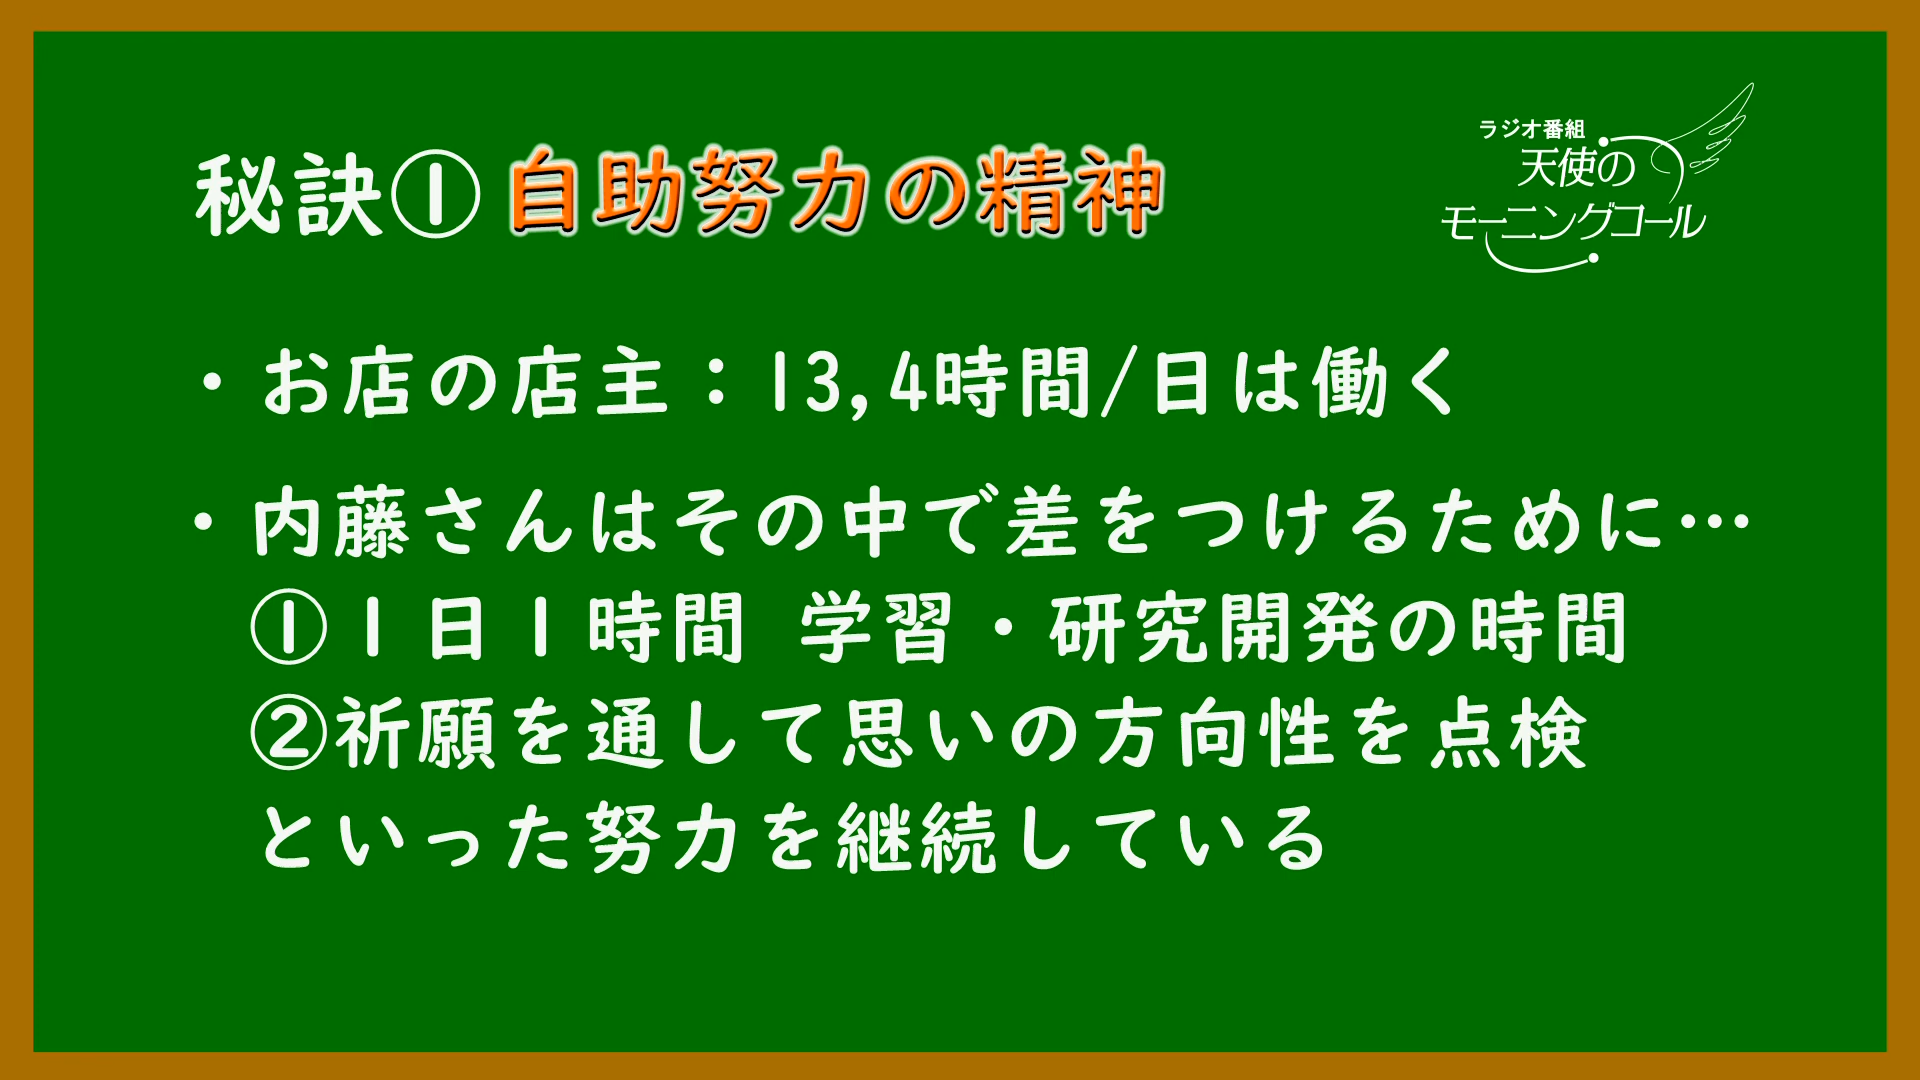 秘訣①自助努力の精神
ラジオ番組
天使の
モーニングコール
・お店の店主：13,4時間/日は働く
・内藤さんはその中で差をつけるために…
①1日1時間 学習・研究開発の時間
②祈願を通して思いの方向性を点検
といった努力を継続している